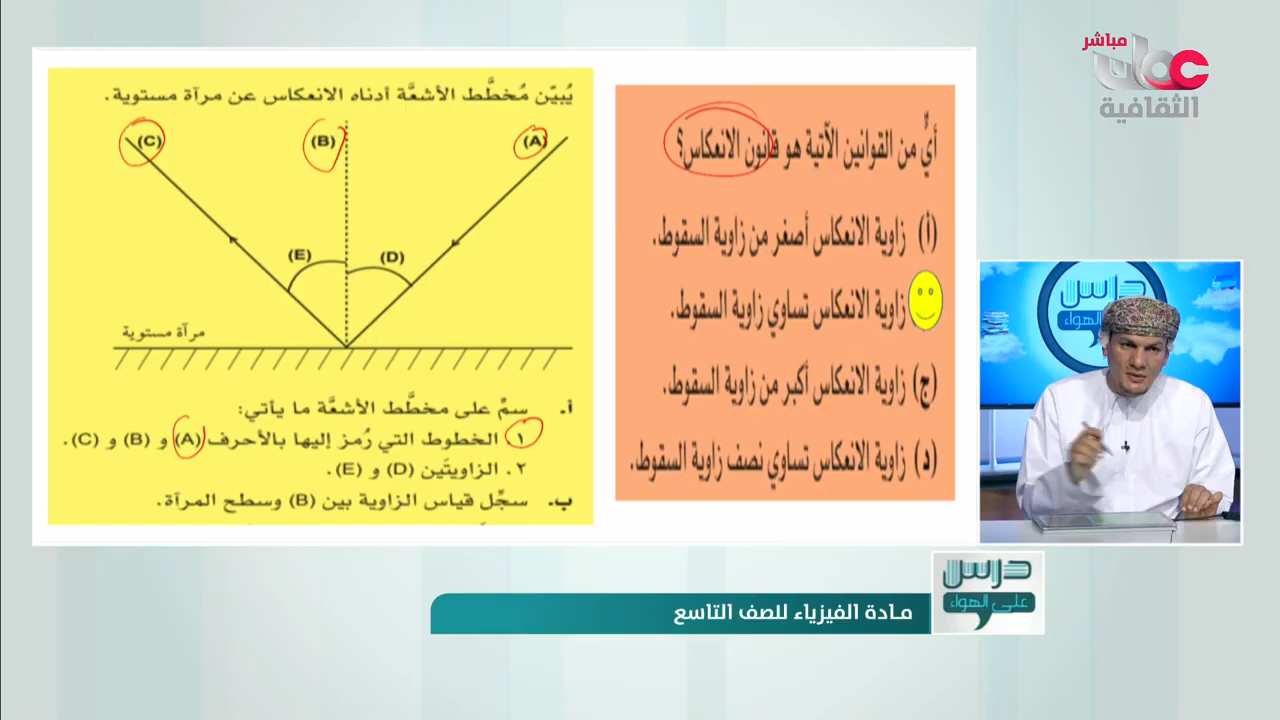 مباشر
عمان
الثقافية
أيٌّ من القوانين الآتية هو قانون الانعكاس؟
(أ) زاوية الانعكاس أصغر من زاوية السقوط.
زاوية الانعكاس تساوي زاوية السقوط.
(ج) زاوية الانعكاس أكبر من زاوية السقوط.
(د) زاوية الانعكاس تساوي نصف زاوية السقوط.
يُبيّن مُخطَّط الأشعَّة أدناه الانعكاس عن مرآة مستوية.
(A)
(B)
(C)
(D)
(E)
مرآة مستوية
أ. سمِّ على مخطَّط الأشعَّة ما يأتي:
١ الخطوط التي رُمز إليها بالأحرف (A) و (B) و (C).
٢. الزاويتَين (D) و (E).
ب. سجِّل قياس الزاوية بين (B) وسطح المرآة.
درس
على الهواء
درس
على الهواء
مادة الفيزياء للصف التاسع